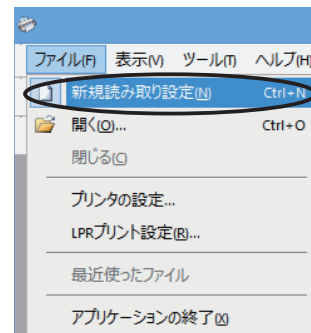 ファイル(F) 表示(V) ツール(T) ヘルプ(H
新規読み取り設定(N) Ctrl+N
開く(O)... Ctrl+O
閉じる(C)
プリンタの設定...
LPRプリント設定(R)...
最近使ったファイル
アプリケーションの終了(X)